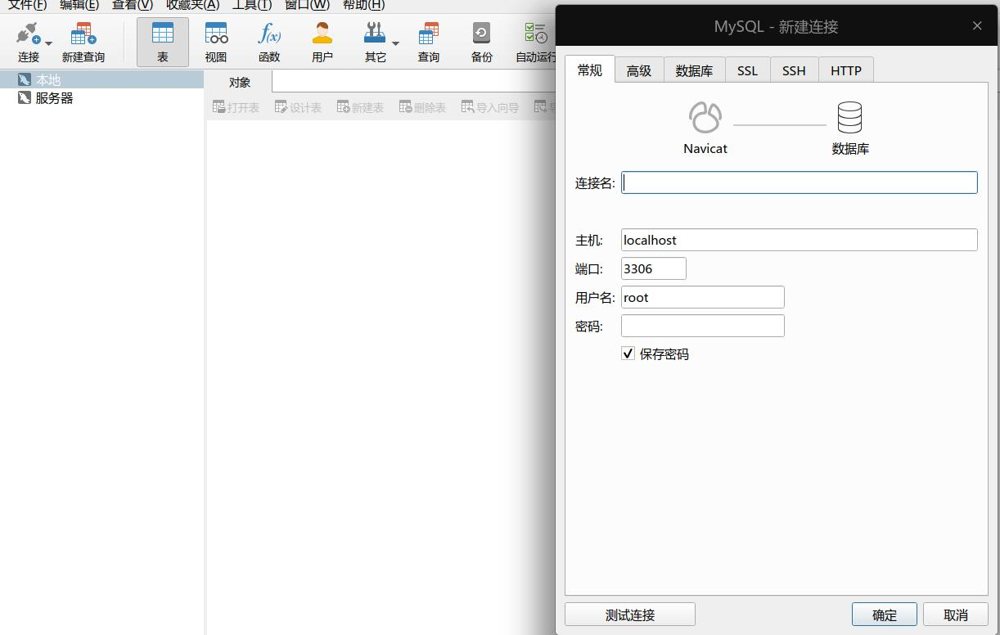 文件(F) 编辑(E) 查看(V) 收藏夹(A) 工具(T) 窗口(W) 帮助(H)
连接 新建查询 表 视图 函数 用户 其它 查询 备份 自动运行
本地
服务器
对象
打开表 设计表 新建表 删除表 导入向导
MySQL - 新建连接
常规 高级 数据库 SSL SSH HTTP
Navicat 数据库
连接名:
主机: localhost
端口: 3306
用户名: root
密码:
保存密码
测试连接 确定 取消